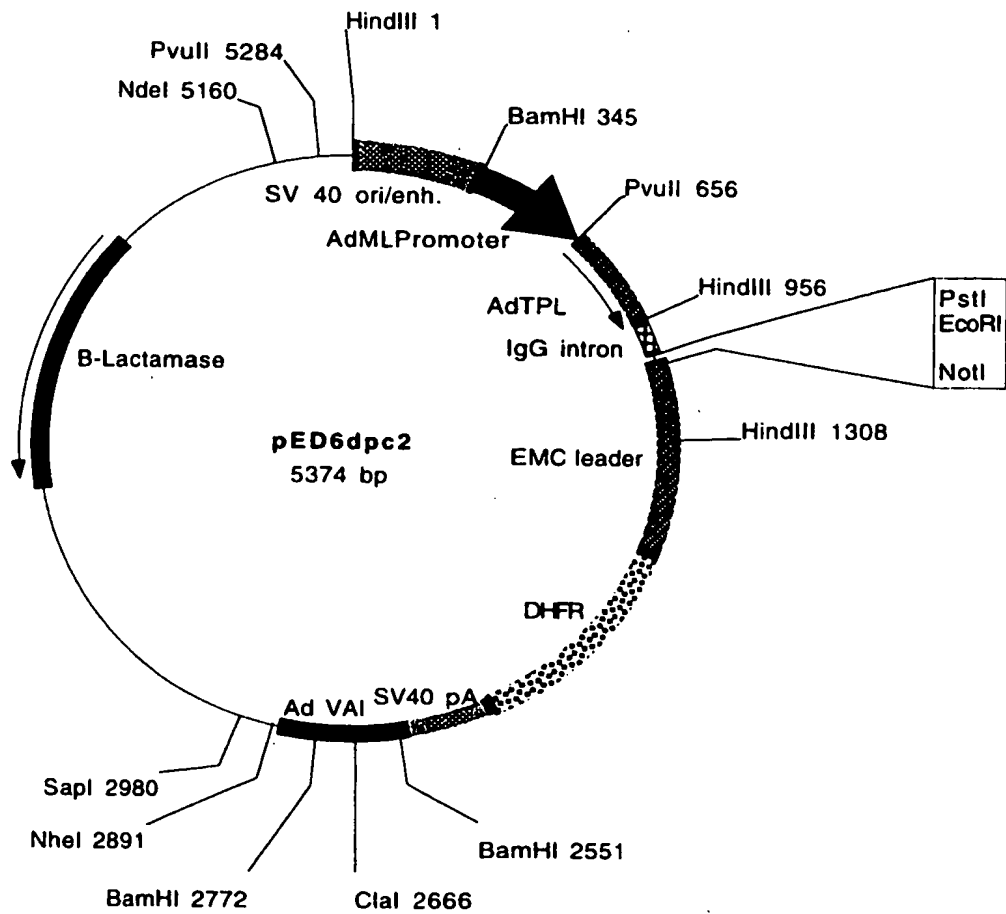 HindIII 1
PvuII 5284
NdeI 5160
BamHI 345
SV 40 ori/enh.
PvuII 656
AdMLPromoter
HindIII 956
AdTPL
PstI
EcoRI
IgG intron
NotI
B-Lactamase
HindIII 1308
pED6dpc2
EMC leader
5374 bp
DHFR
SV40 pA
Ad VAI
SapI 2980
NheI 2891
BamHI 2551
BamHI 2772
ClaI 2666